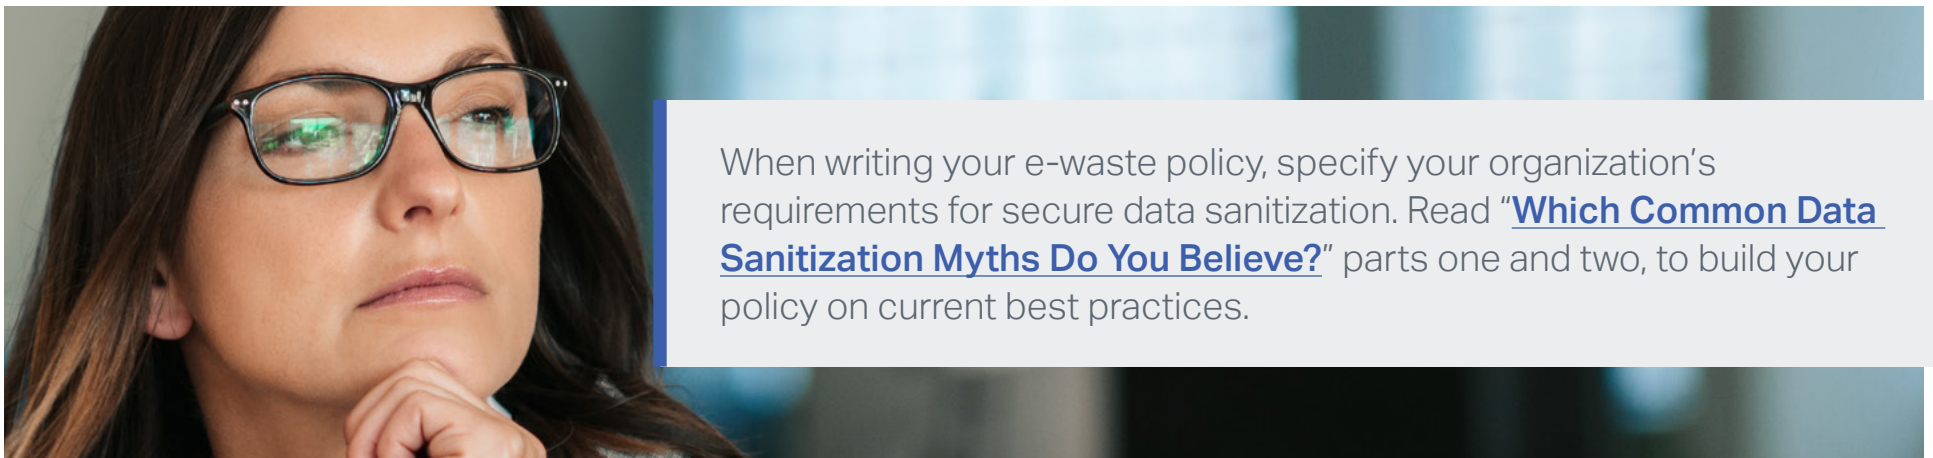 When writing your e-waste policy, specify your organization’s
requirements for secure data sanitization. Read “Which Common Data
Sanitization Myths Do You Believe?” parts one and two, to build your
policy on current best practices.